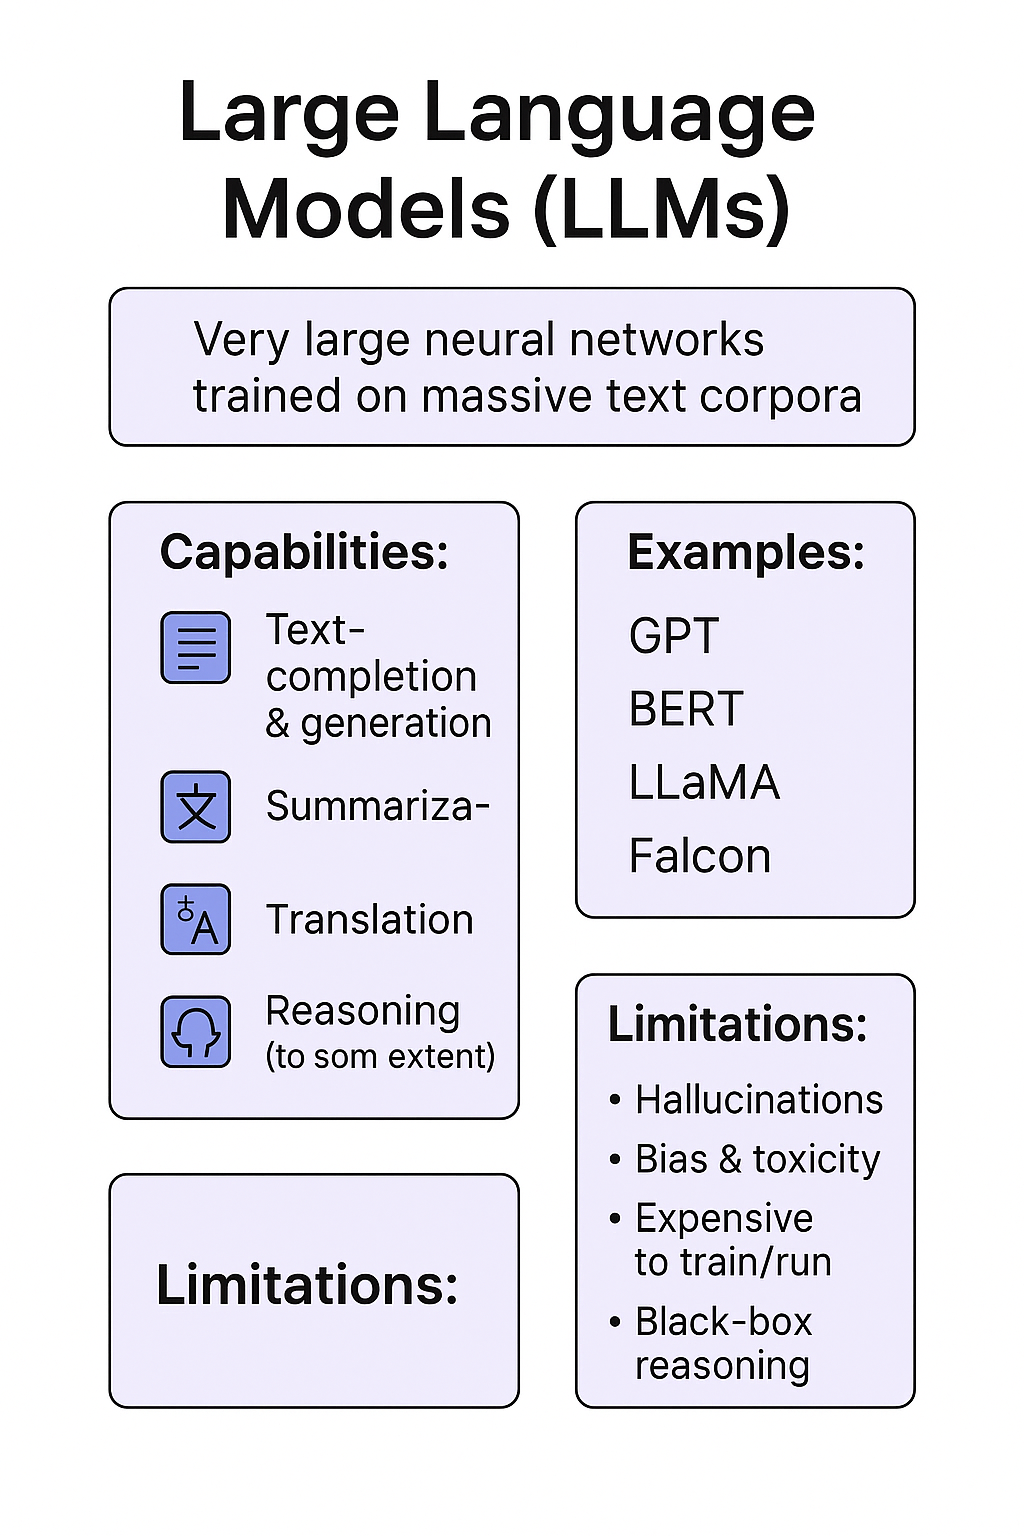 Large Language
Models (LLMs)
Very large neural networks
trained on massive text corpora
Capabilities:
Text-
completion
& generation
文
Summariza-
A
Translation
Reasoning
(to som extent)
Examples:
GPT
BERT
LLaMA
Falcon
Limitations:
Limitations:
• Hallucinations
• Bias & toxicity
• Expensive
to train/run
• Black-box
reasoning